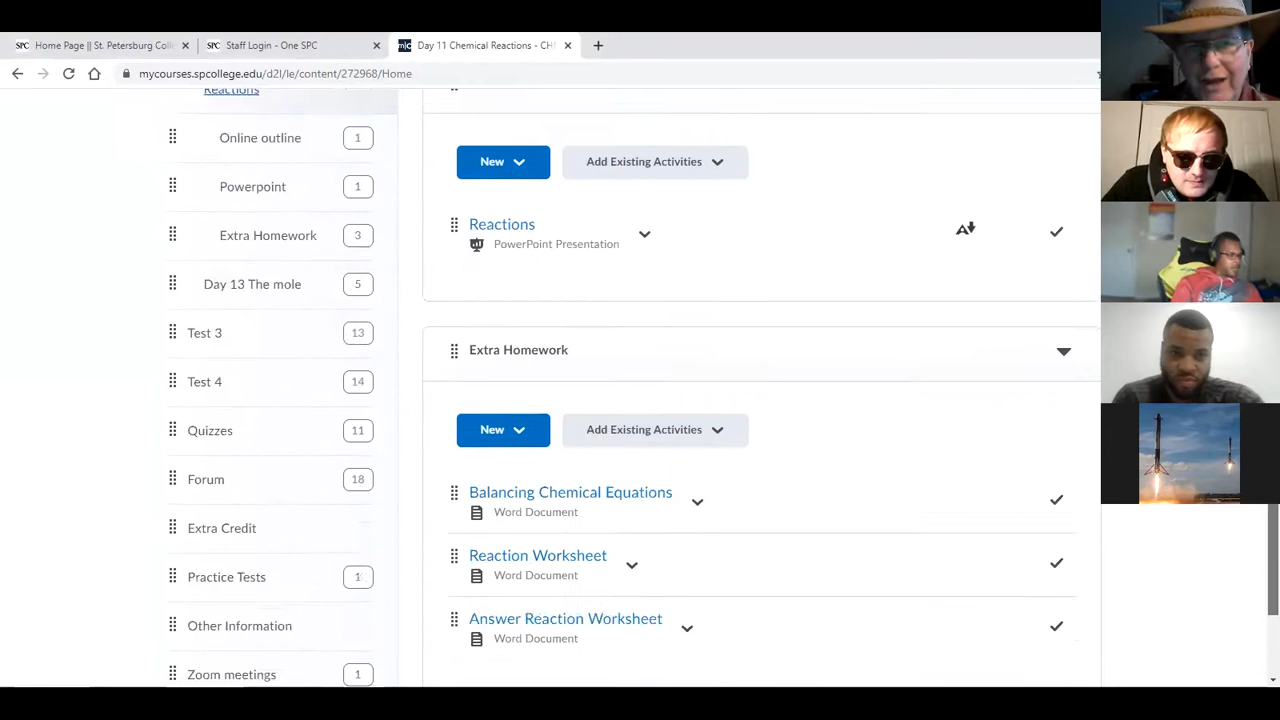 SPC Home Page || St. Petersburg Colle
SPC Staff Login - One SPC
Day 11 Chemical Reactions - CHM
mycourses.spcollege.edu/d2l/le/content/272968/Home
Reactions
Online outline 1
Powerpoint 1
Extra Homework 3
Day 13 The mole 5
Test 3 13
Test 4 14
Quizzes 11
Forum 18
Extra Credit
Practice Tests 1
Other Information
Zoom meetings 1
New
Add Existing Activities
Reactions
PowerPoint Presentation
Extra Homework
New
Add Existing Activities
Balancing Chemical Equations
Word Document
Reaction Worksheet
Word Document
Answer Reaction Worksheet
Word Document